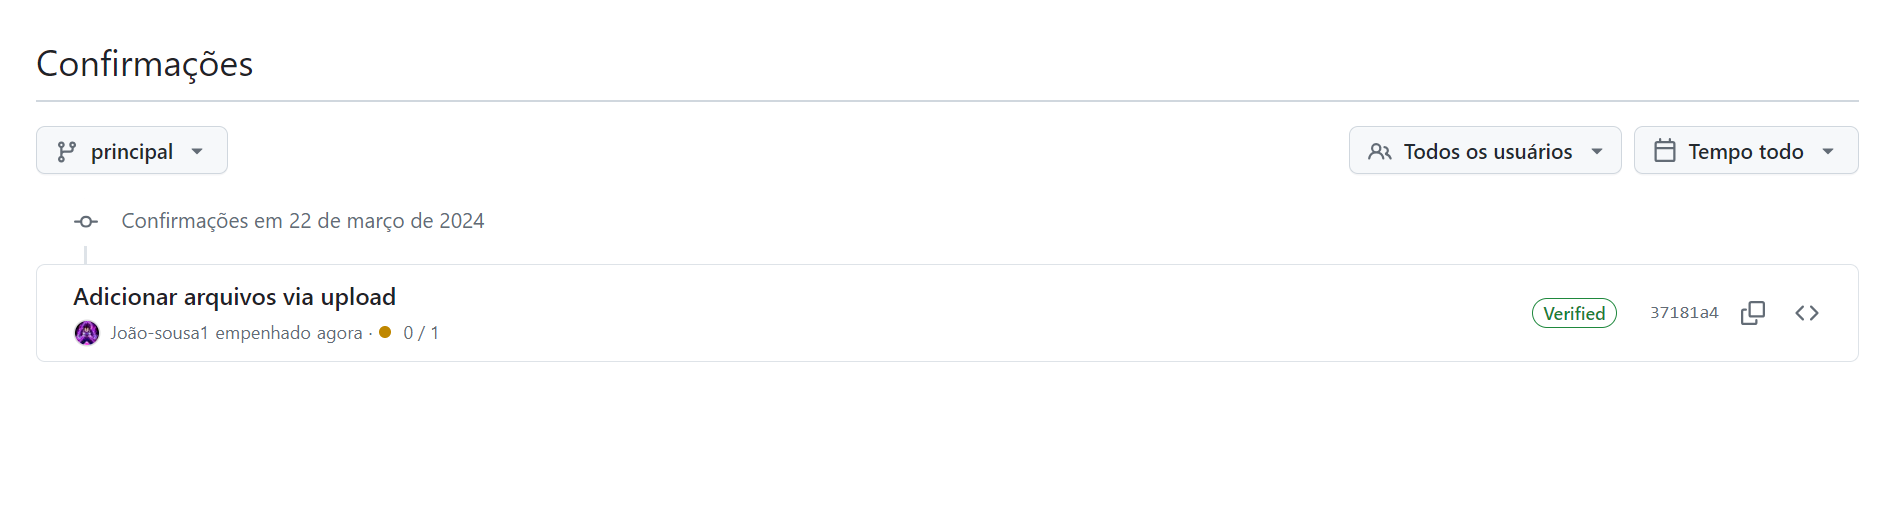 Confirmações
principal
Todos os usuários
Tempo todo
Confirmações em 22 de março de 2024
Adicionar arquivos via upload
João-sousa1 empenhado agora · 0 / 1
Verified
37181a4